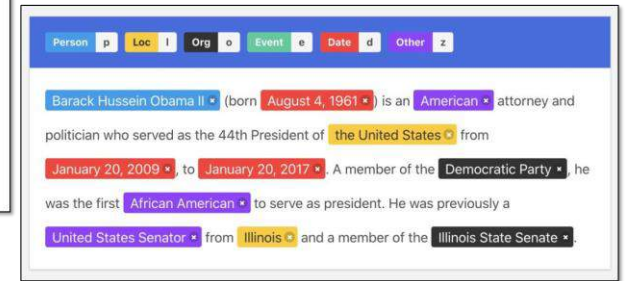 Person p Loc l Org o Event e Date d Other z
Barack Hussein Obama II (born August 4, 1961) is an American attorney and
politician who served as the 44th President of the United States from
January 20, 2009, to January 20, 2017. A member of the Democratic Party, he
was the first African American to serve as president. He was previously a
United States Senator from Illinois and a member of the Illinois State Senate.